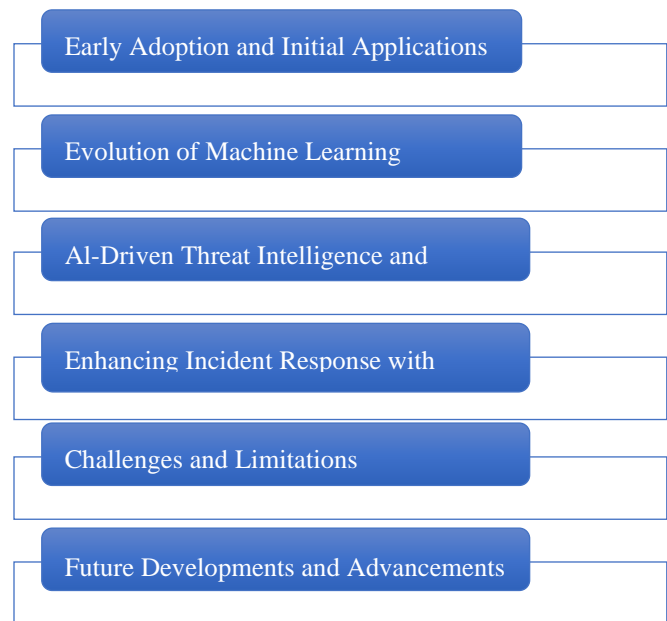 Early Adoption and Initial Applications
Evolution of Machine Learning
Al-Driven Threat Intelligence and
Enhancing Incident Response with
Challenges and Limitations
Future Developments and Advancements